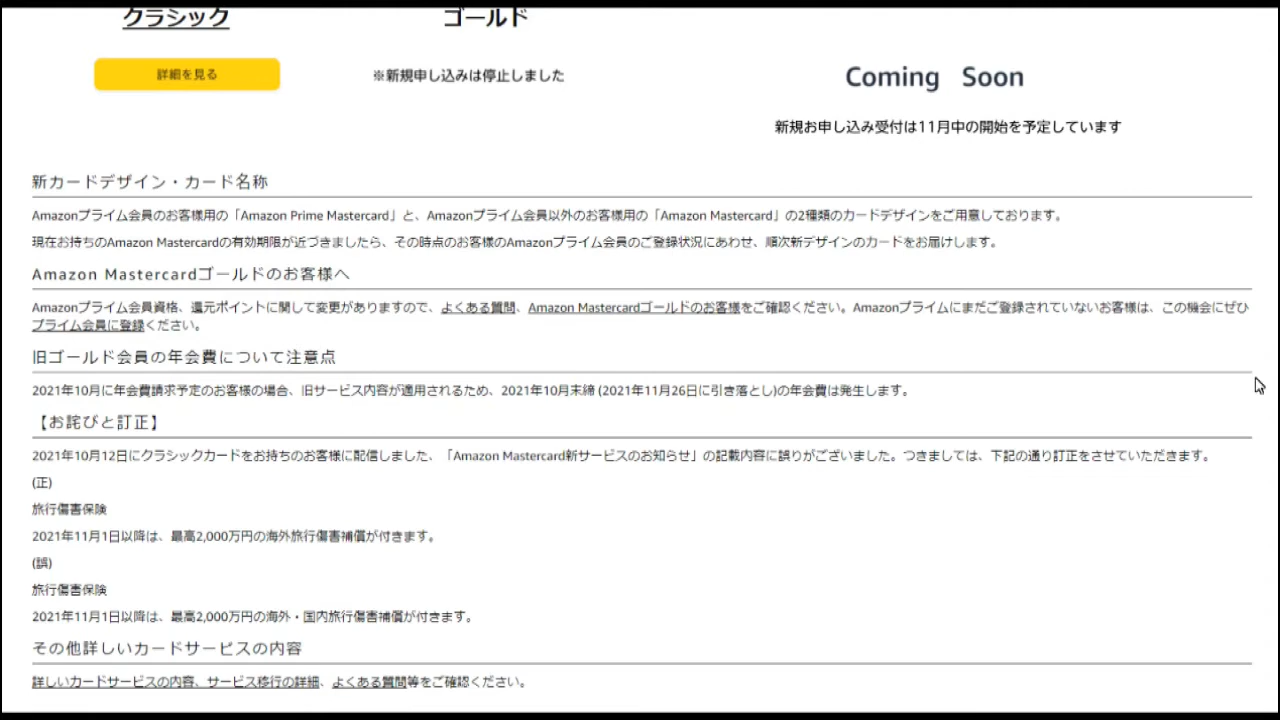 クラシック
ゴールド
詳細を見る
※新規申し込みは停止しました
Coming Soon
新規お申し込み受付は11月中の開始を予定しています
新カードデザイン・カード名称
Amazonプライム会員のお客様用の「Amazon Prime Mastercard」と、Amazonプライム会員以外のお客様用の「Amazon Mastercard」の2種類のカードデザインをご用意しております。
現在お持ちのAmazon Mastercardの有効期限が近づきましたら、その時点のお客様のAmazonプライム会員のご登録状況にあわせ、順次新デザインのカードをお届けします。
Amazon Mastercardゴールドのお客様へ
Amazonプライム会員資格、還元ポイントに関して変更がありますので、よくある質問、Amazon Mastercardゴールドのお客様をご確認ください。Amazonプライムにまだご登録されていないお客様は、この機会にぜひ
プライム会員に登録ください。
旧ゴールド会員の年会費について注意点
2021年10月に年会費請求予定のお客様の場合、旧サービス内容が適用されるため、2021年10月末締 (2021年11月26日に引き落とし)の年会費は発生します。
【お詫びと訂正】
2021年10月12日にクラシックカードをお持ちのお客様に配信しました、「Amazon Mastercard新サービスのお知らせ」の記載内容に誤りがございました。つきましては、下記の通り訂正をさせていただきます。
(正)
旅行傷害保険
2021年11月1日以降は、最高2,000万円の海外旅行傷害補償が付きます。
(誤)
旅行傷害保険
2021年11月1日以降は、最高2,000万円の海外・国内旅行傷害補償が付きます。
その他詳しいカードサービスの内容
詳しいカードサービスの内容、サービス移行の詳細、よくある質問等をご確認ください。